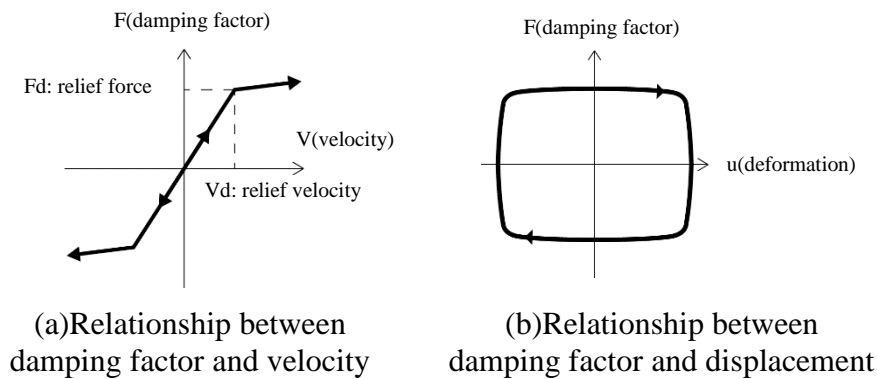 F(damping factor)
Fd: relief force
V(velocity)
Vd: relief velocity
(a)Relationship between
damping factor and velocity
F(damping factor)
u(deformation)
(b)Relationship between
damping factor and displacement